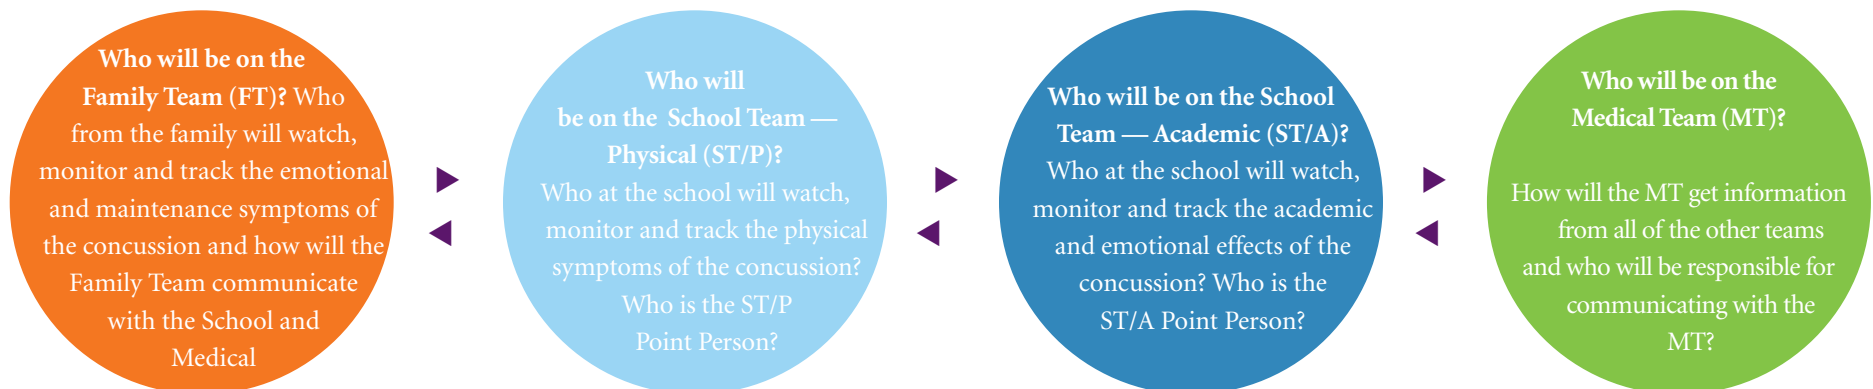 Who will be on the
Family Team (FT)? Who
from the family will watch,
monitor and track the emotional
and maintenance symptoms of
the concussion and how will the
Family Team communicate
with the School and
Medical
Who will
be on the School Team —
Physical (ST/P)?
Who at the school will watch,
monitor and track the physical
symptoms of the concussion?
Who is the ST/P
Point Person?
Who will be on the School
Team — Academic (ST/A)?
Who at the school will watch,
monitor and track the academic
and emotional effects of the
concussion? Who is the
ST/A Point Person?
Who will be on the
Medical Team (MT)?
How will the MT get information
from all of the other teams
and who will be responsible for
communicating with the
MT?